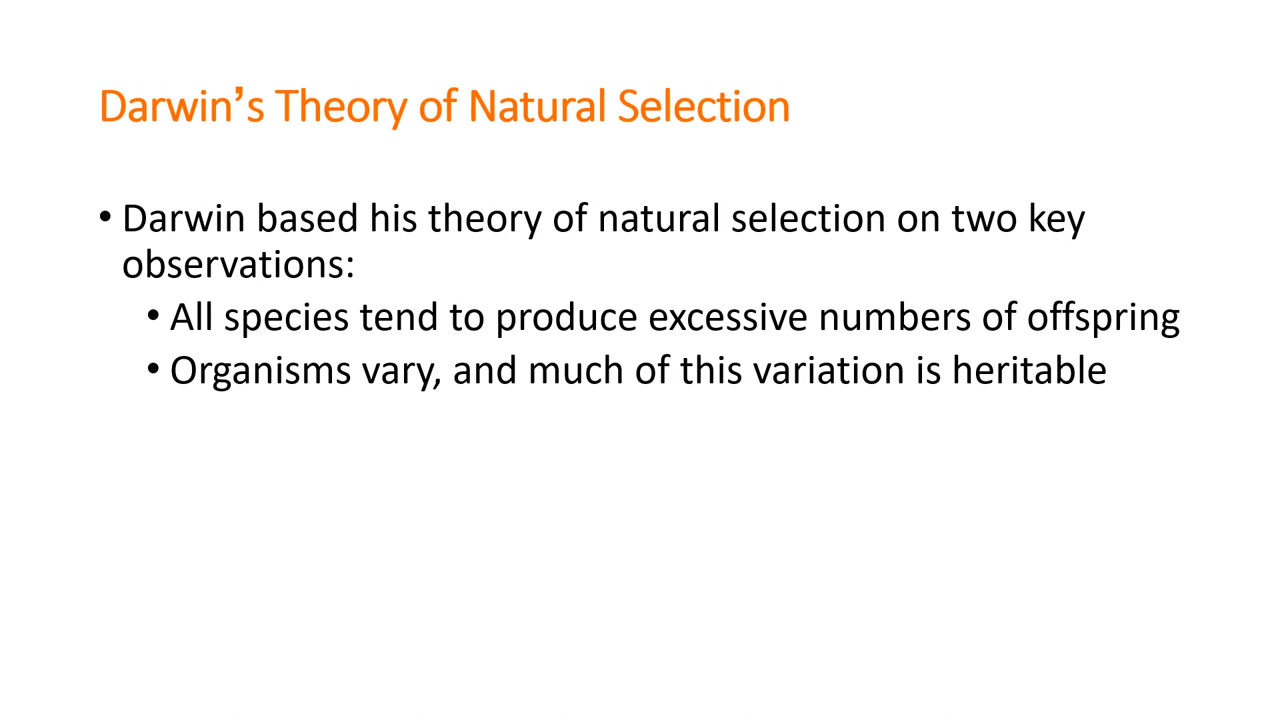 Darwin’s Theory of Natural Selection
• Darwin based his theory of natural selection on two key
observations:
• All species tend to produce excessive numbers of offspring
• Organisms vary, and much of this variation is heritable